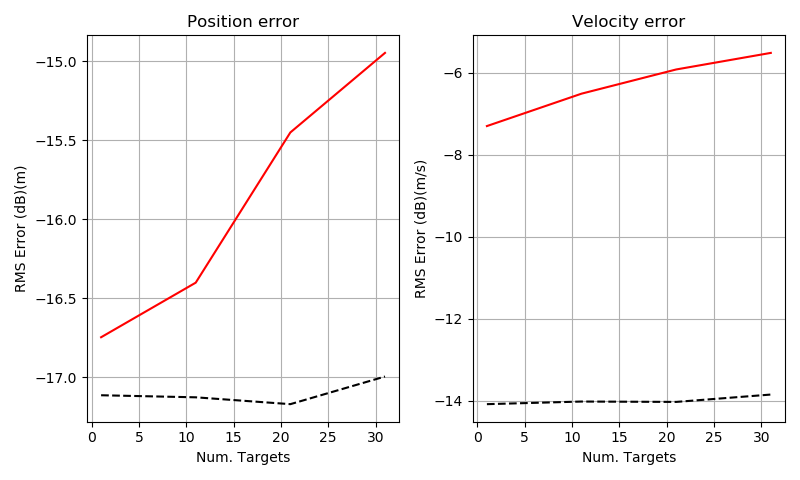 Position error
RMS Error (dB)(m)
−15.0
−15.5
−16.0
−16.5
−17.0
0 5 10 15 20 25 30
Num. Targets
Velocity error
RMS Error (dB)(m/s)
−6
−8
−10
−12
−14
0 5 10 15 20 25 30
Num. Targets